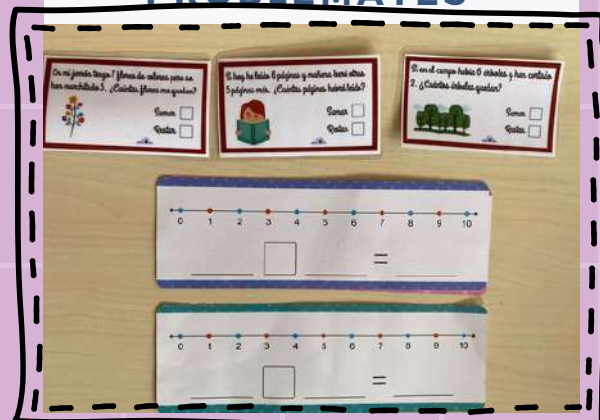 PROBLEMATES
En mi jarrón tengo 7 flores de colores pero se
han marchitado 3. ¿Cuántas flores me quedan?
Sumar
Restar
Si hoy he leído 6 páginas y mañana leeré otras
3 páginas más. ¿Cuántas páginas habré leído?
Sumar
Restar
Si en el campo había 6 árboles y han cortado
2. ¿Cuántos árboles quedan?
Sumar
Restar
0 1 2 3 4 5 6 7 8 9 10
=
0 1 2 3 4 5 6 7 8 9 10
=